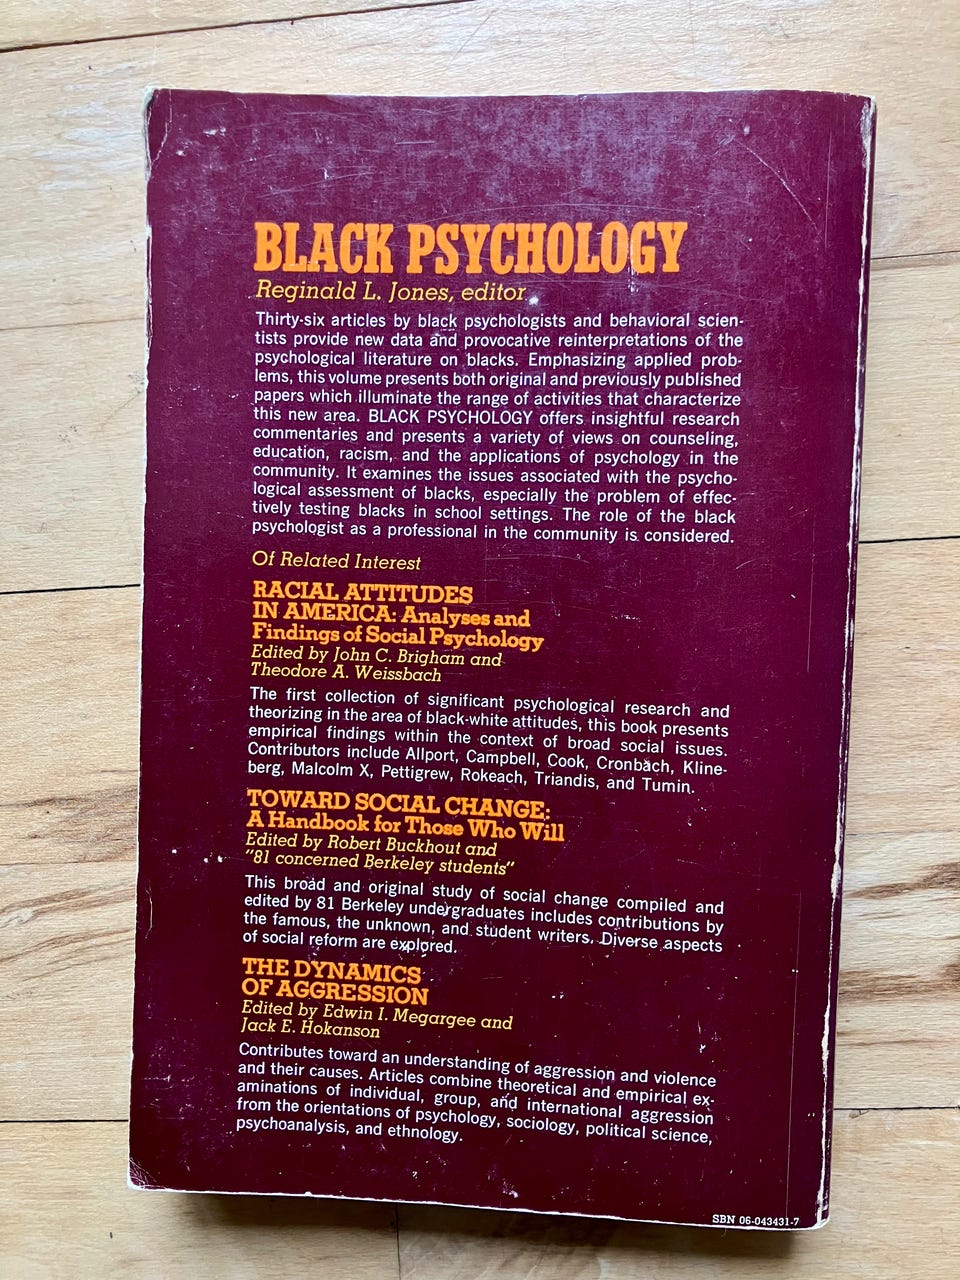 BLACK PSYCHOLOGY
Reginald L. Jones, editor
Thirty-six articles by black psychologists and behavioral scien-
tists provide new data and provocative reinterpretations of the
psychological literature on blacks. Emphasizing applied prob-
lems, this volume presents both original and previously published
papers which illuminate the range of activities that characterize
this new area. BLACK PSYCHOLOGY offers insightful research
commentaries and presents a variety of views on counseling,
education, racism, and the applications of psychology in the
community. It examines the issues associated with the psycho-
logical assessment of blacks, especially the problem of effec-
tively testing blacks in school settings. The role of the black
psychologist as a professional in the community is considered.
Of Related Interest
RACIAL ATTITUDES
IN AMERICA: Analyses and
Findings of Social Psychology
Edited by John C. Brigham and
Theodore A. Weissbach
The first collection of significant psychological research and
theorizing in the area of black-white attitudes, this book presents
empirical findings within the context of broad social issues.
Contributors include Allport, Campbell, Cook, Cronbach, Kline-
berg, Malcolm X, Pettigrew, Rokeach, Triandis, and Tumin.
TOWARD SOCIAL CHANGE:
A Handbook for Those Who Will
Edited by Robert Buckhout and
"81 concerned Berkeley students"
This broad and original study of social change compiled and
edited by 81 Berkeley undergraduates includes contributions by
the famous, the unknown, and student writers. Diverse aspects
of social reform are explored.
THE DYNAMICS
OF AGGRESSION
Edited by Edwin I. Megargee and
Jack E. Hokanson
Contributes toward an understanding of aggression and violence
and their causes. Articles combine theoretical and empirical ex-
aminations of individual, group, and international aggression
from the orientations of psychology, sociology, political science,
psychoanalysis, and ethnology.
SBN 06-043431-7